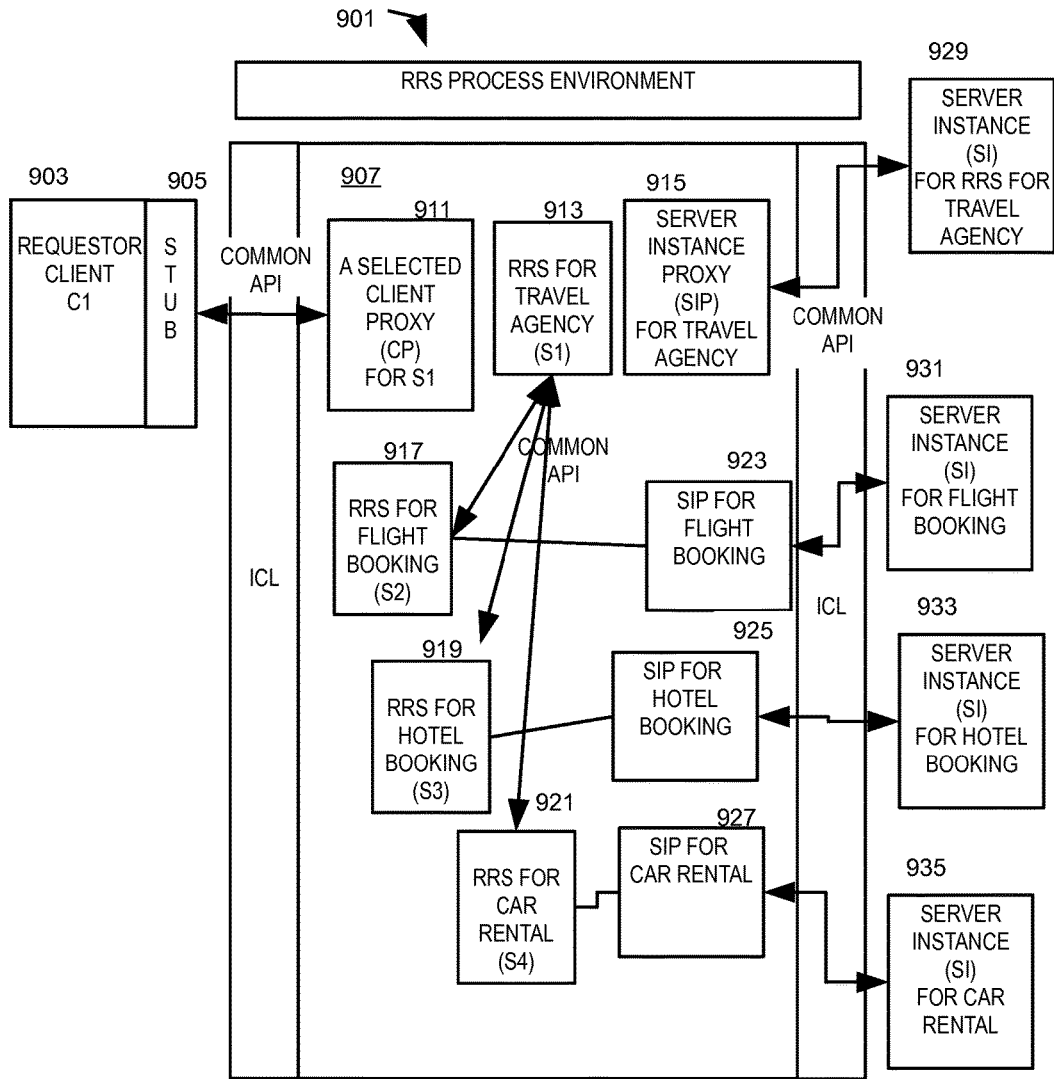 901
RRS PROCESS ENVIRONMENT
929
SERVER
INSTANCE
(SI)
FOR RRS FOR
TRAVEL
AGENCY
903
905
REQUESTOR
CLIENT
C1
S
T
U
B
COMMON
API
ICL
907
911
A SELECTED
CLIENT
PROXY
(CP)
FOR S1
913
RRS FOR
TRAVEL
AGENCY
(S1)
915
SERVER
INSTANCE
PROXY
(SIP)
FOR TRAVEL
AGENCY
COMMON
API
931
SERVER
INSTANCE
(SI)
FOR FLIGHT
BOOKING
917
RRS FOR
FLIGHT
BOOKING
(S2)
COMMON
API
923
SIP FOR
FLIGHT
BOOKING
ICL
933
SERVER
INSTANCE
(SI)
FOR HOTEL
BOOKING
919
RRS FOR
HOTEL
BOOKING
(S3)
925
SIP FOR
HOTEL
BOOKING
921
RRS FOR
CAR
RENTAL
(S4)
927
SIP FOR
CAR RENTAL
935
SERVER
INSTANCE
(SI)
FOR CAR
RENTAL